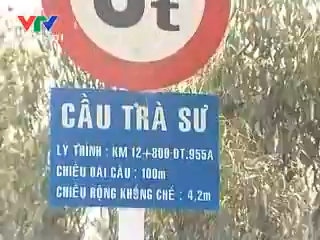 VTV
8t
CẦU TRÀ SƯ
LÝ TRÌNH : KM 12+800-ĐT.955A
CHIỀU DÀI CẦU : 100m
CHIỀU RỘNG KHỐNG CHẾ : 4,2m